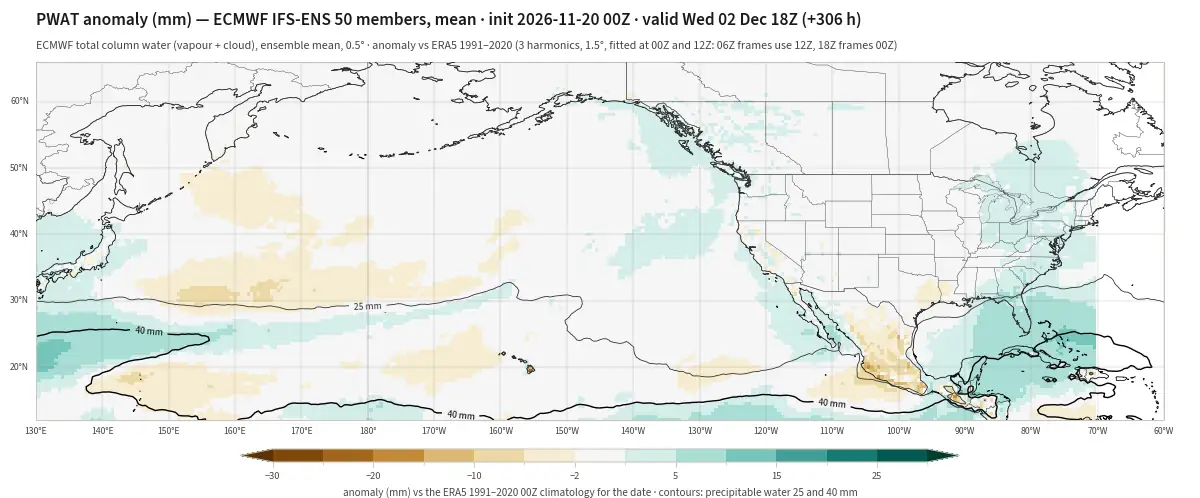 PWAT anomaly (mm) — ECMWF IFS-ENS 50 members, mean · init 2026-11-20 00Z · valid Wed 02 Dec 18Z (+306 h)
ECMWF total column water (vapour + cloud), ensemble mean, 0.5° · anomaly vs ERA5 1991–2020 (3 harmonics, 1.5°, fitted at 00Z and 12Z: 06Z frames use 12Z, 18Z frames 00Z)
60°N
50°N
40°N
30°N
25 mm
40 mm
20°N
40 mm
40 mm
130°E 140°E 150°E 160°E 170°E 180° 170°W 160°W 150°W 140°W 130°W 120°W 110°W 100°W 90°W 80°W 70°W 60°W
−30 −20 −10 −2 5 15 25
anomaly (mm) vs the ERA5 1991–2020 00Z climatology for the date · contours: precipitable water 25 and 40 mm